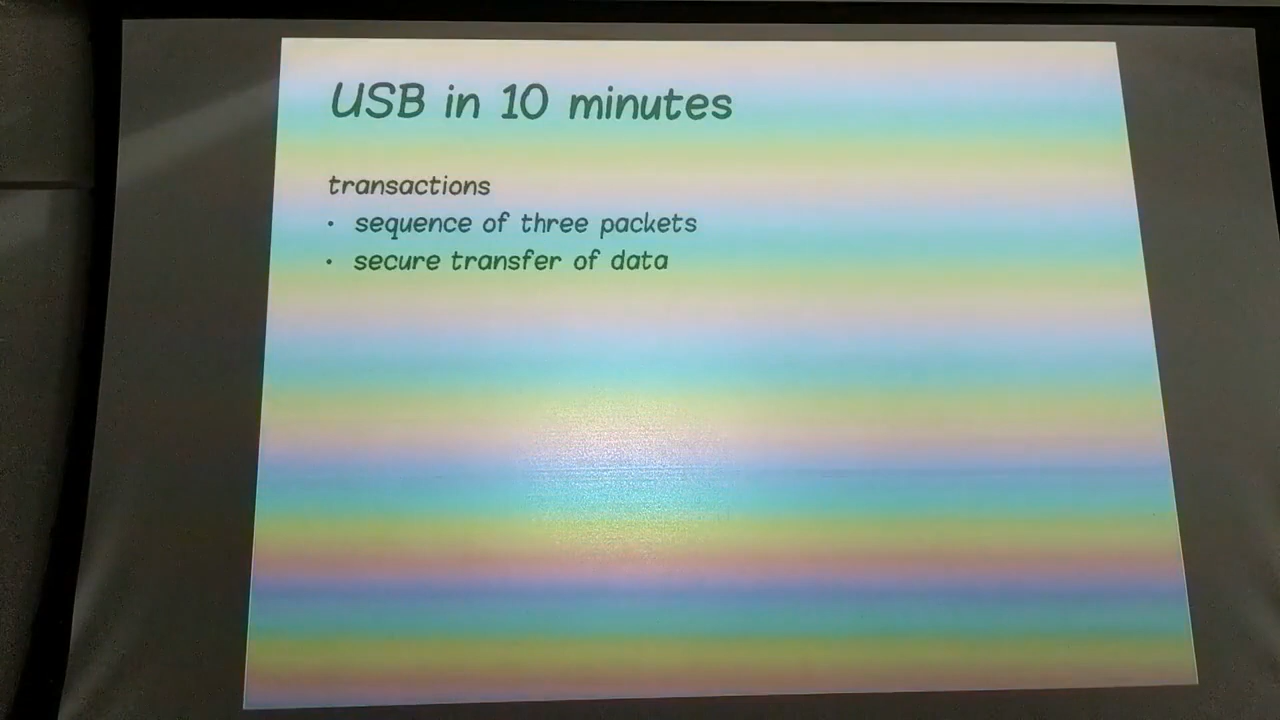 USB in 10 minutes
transactions
• sequence of three packets
• secure transfer of data